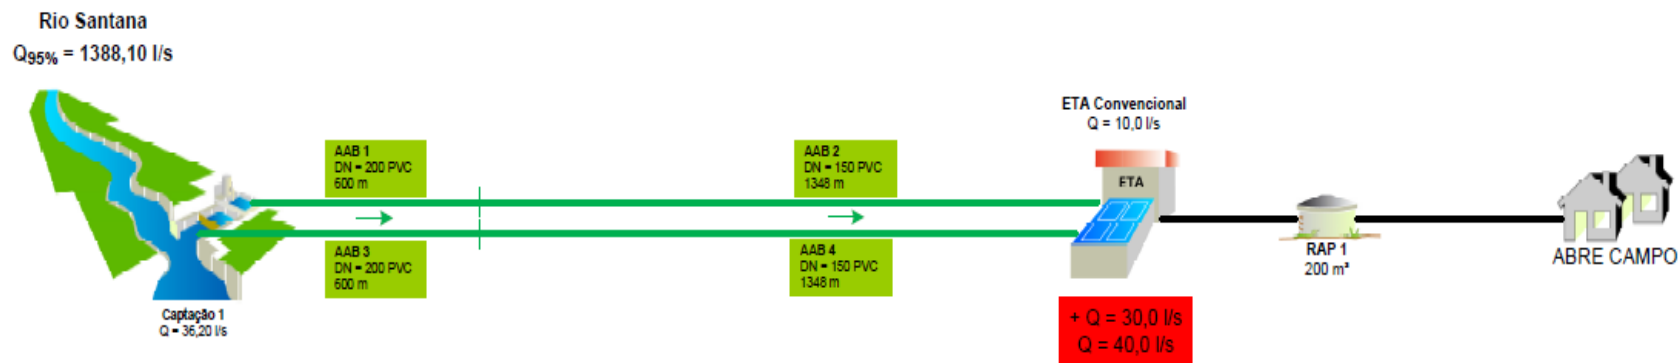 Rio Santana
Q95% = 1388,10 l/s
Captação 1
Q = 36,20 l/s
AAB 1
DN = 200 PVC
600 m
AAB 3
DN = 200 PVC
600 m
AAB 2
DN = 150 PVC
1348 m
AAB 4
DN = 150 PVC
1348 m
ETA Convencional
Q = 10,0 l/s
ETA
+ Q = 30,0 l/s
Q = 40,0 l/s
RAP 1
200 m³
ABRE CAMPO